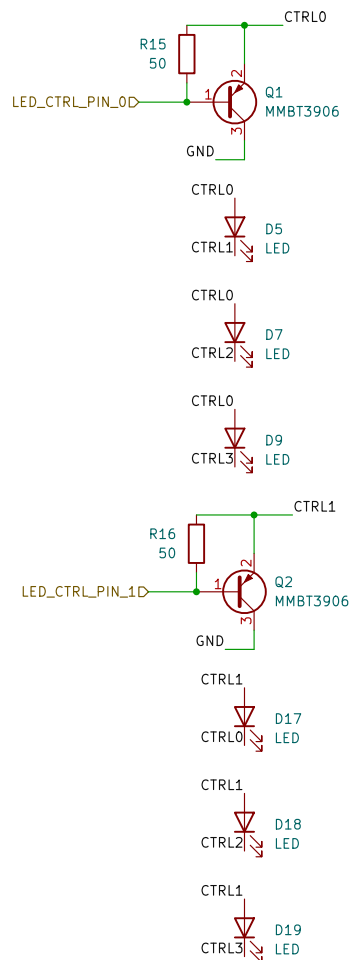 CTRL0
R15
50
2
Q1
LED_CTRL_PIN_0
1
MMBT3906
3
GND
CTRL0
D5
CTRL1
LED
CTRL0
D7
CTRL2
LED
CTRL0
D9
CTRL3
LED
CTRL1
R16
50
2
Q2
LED_CTRL_PIN_1
1
MMBT3906
3
GND
CTRL1
D17
CTRL0
LED
CTRL1
D18
CTRL2
LED
CTRL1
D19
CTRL3
LED